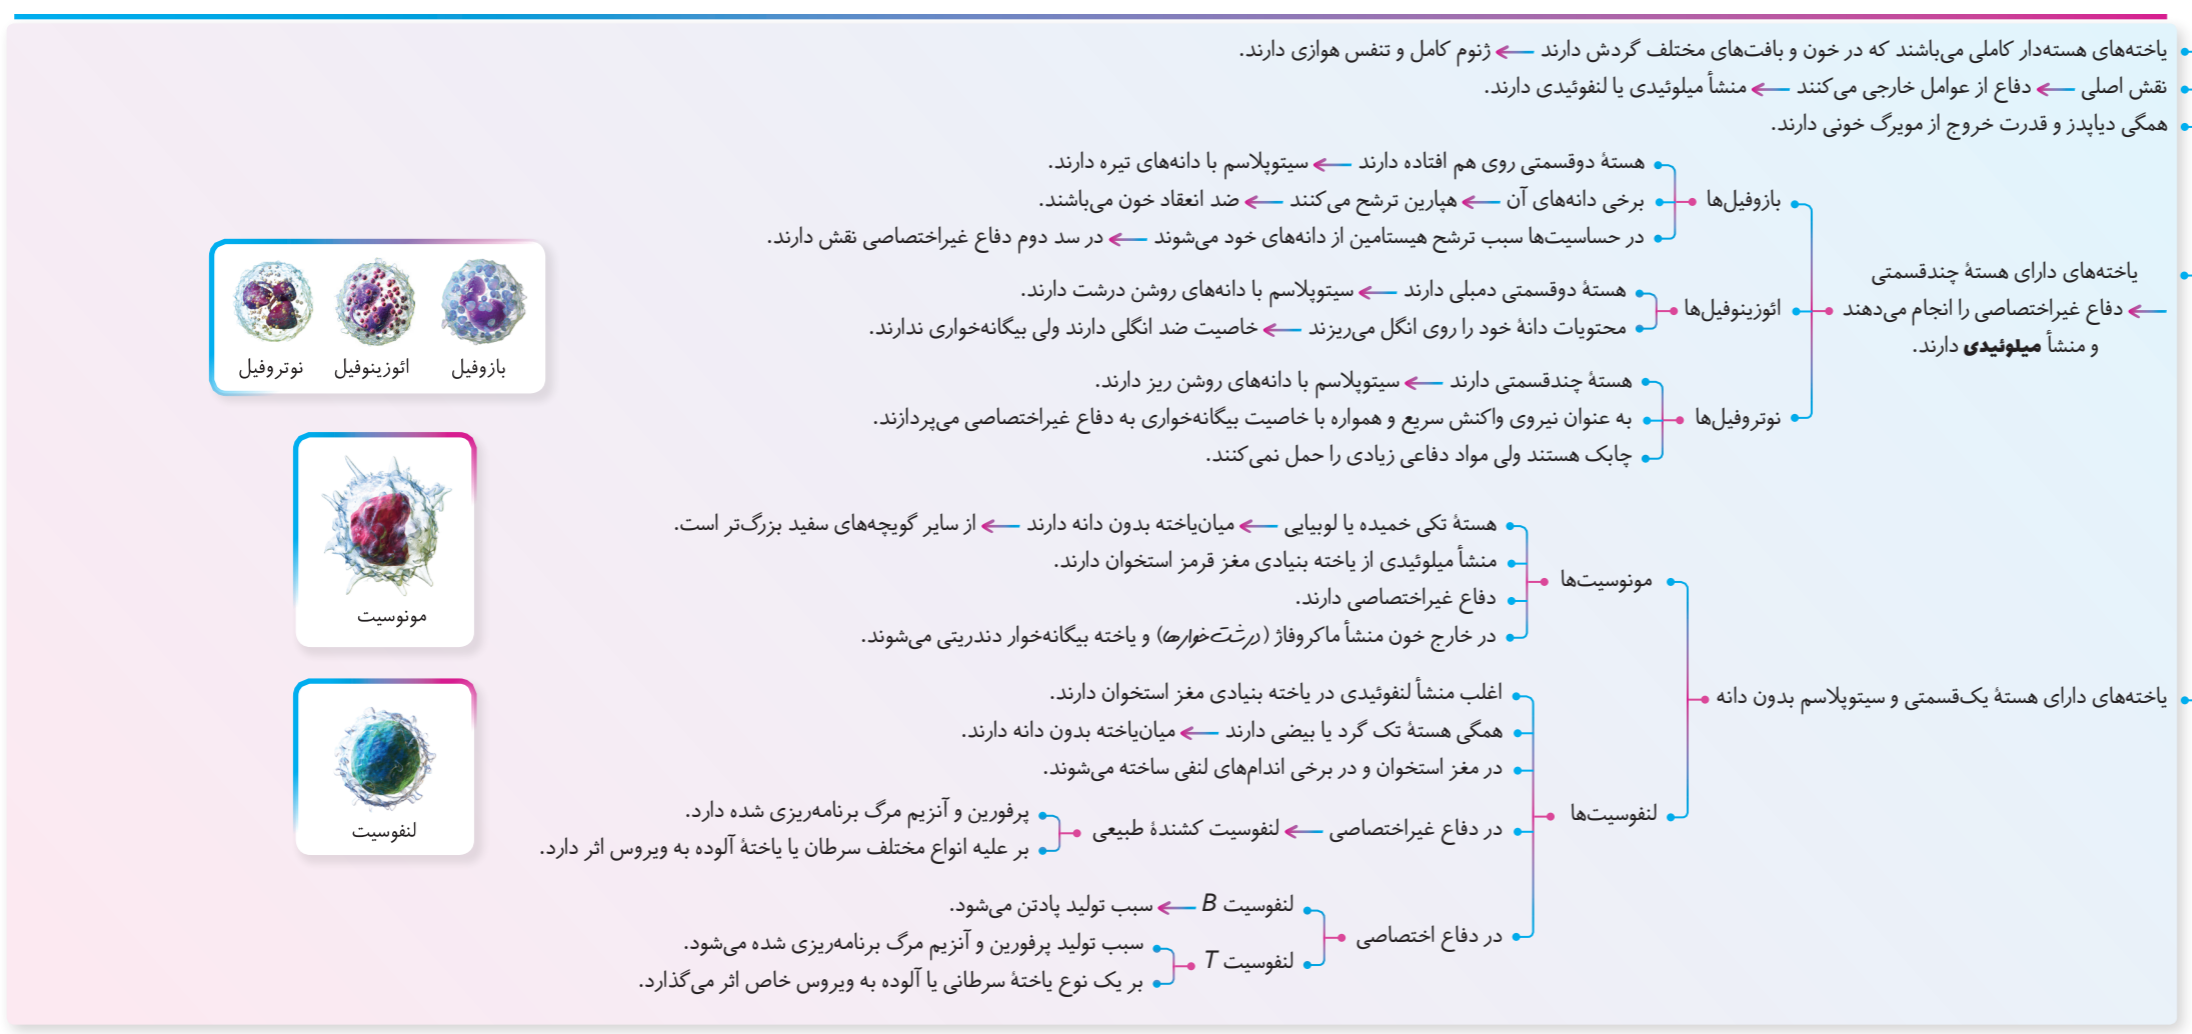 یاخته‌های هسته‌دار کاملی می‌باشند که در خون و بافت‌های مختلف گردش دارند ← ژنوم کامل و تنفس هوازی دارند.
نقش اصلی ← دفاع از عوامل خارجی می‌کنند ← منشأ میلوئیدی یا لنفوئیدی دارند.
همگی دیاپدز و قدرت خروج از مویرگ خونی دارند.
یاخته‌های دارای هستهٔ چندقسمتی
← دفاع غیراختصاصی را انجام می‌دهند
و منشأ میلوئیدی دارند.
بازوفیل‌ها
هستهٔ دوقسمتی روی هم افتاده دارند ← سیتوپلاسم با دانه‌های تیره دارند.
برخی دانه‌های آن ← هپارین ترشح می‌کنند ← ضد انعقاد خون می‌باشند.
در حساسیت‌ها سبب ترشح هیستامین از دانه‌های خود می‌شوند ← در سد دوم دفاع غیراختصاصی نقش دارند.
ائوزینوفیل‌ها
هستهٔ دوقسمتی دمبلی دارند ← سیتوپلاسم با دانه‌های روشن درشت دارند.
محتویات دانهٔ خود را روی انگل می‌ریزند ← خاصیت ضد انگلی دارند ولی بیگانه‌خواری ندارند.
نوتروفیل‌ها
هستهٔ چندقسمتی دارند ← سیتوپلاسم با دانه‌های روشن ریز دارند.
به عنوان نیروی واکنش سریع و همواره با خاصیت بیگانه‌خواری به دفاع غیراختصاصی می‌پردازند.
چابک هستند ولی مواد دفاعی زیادی را حمل نمی‌کنند.
یاخته‌های دارای هستهٔ یک‌قسمتی و سیتوپلاسم بدون دانه
مونوسیت‌ها
هستهٔ تکی خمیده یا لوبیایی ← میان‌یاخته بدون دانه دارند ← از سایر گویچه‌های سفید بزرگ‌تر است.
منشأ میلوئیدی از یاخته بنیادی مغز قرمز استخوان دارند.
دفاع غیراختصاصی دارند.
در خارج خون منشأ ماکروفاژ (درشت‌خوارها) و یاخته بیگانه‌خوار دندریتی می‌شوند.
لنفوسیت‌ها
اغلب منشأ لنفوئیدی در یاخته بنیادی مغز استخوان دارند.
همگی هستهٔ تک گرد یا بیضی دارند ← میان‌یاخته بدون دانه دارند.
در مغز استخوان و در برخی اندام‌های لنفی ساخته می‌شوند.
در دفاع غیراختصاصی ← لنفوسیت کشندهٔ طبیعی
پرفورین و آنزیم مرگ برنامه‌ریزی شده دارد.
بر علیه انواع مختلف سرطان یا یاختهٔ آلوده به ویروس اثر دارد.
در دفاع اختصاصی
لنفوسیت B ← سبب تولید پادتن می‌شود.
لنفوسیت T
سبب تولید پرفورین و آنزیم مرگ برنامه‌ریزی شده می‌شود.
بر یک نوع یاختهٔ سرطانی یا آلوده به ویروس خاص اثر می‌گذارد.
بازوفیل ائوزینوفیل نوتروفیل
مونوسیت
لنفوسیت